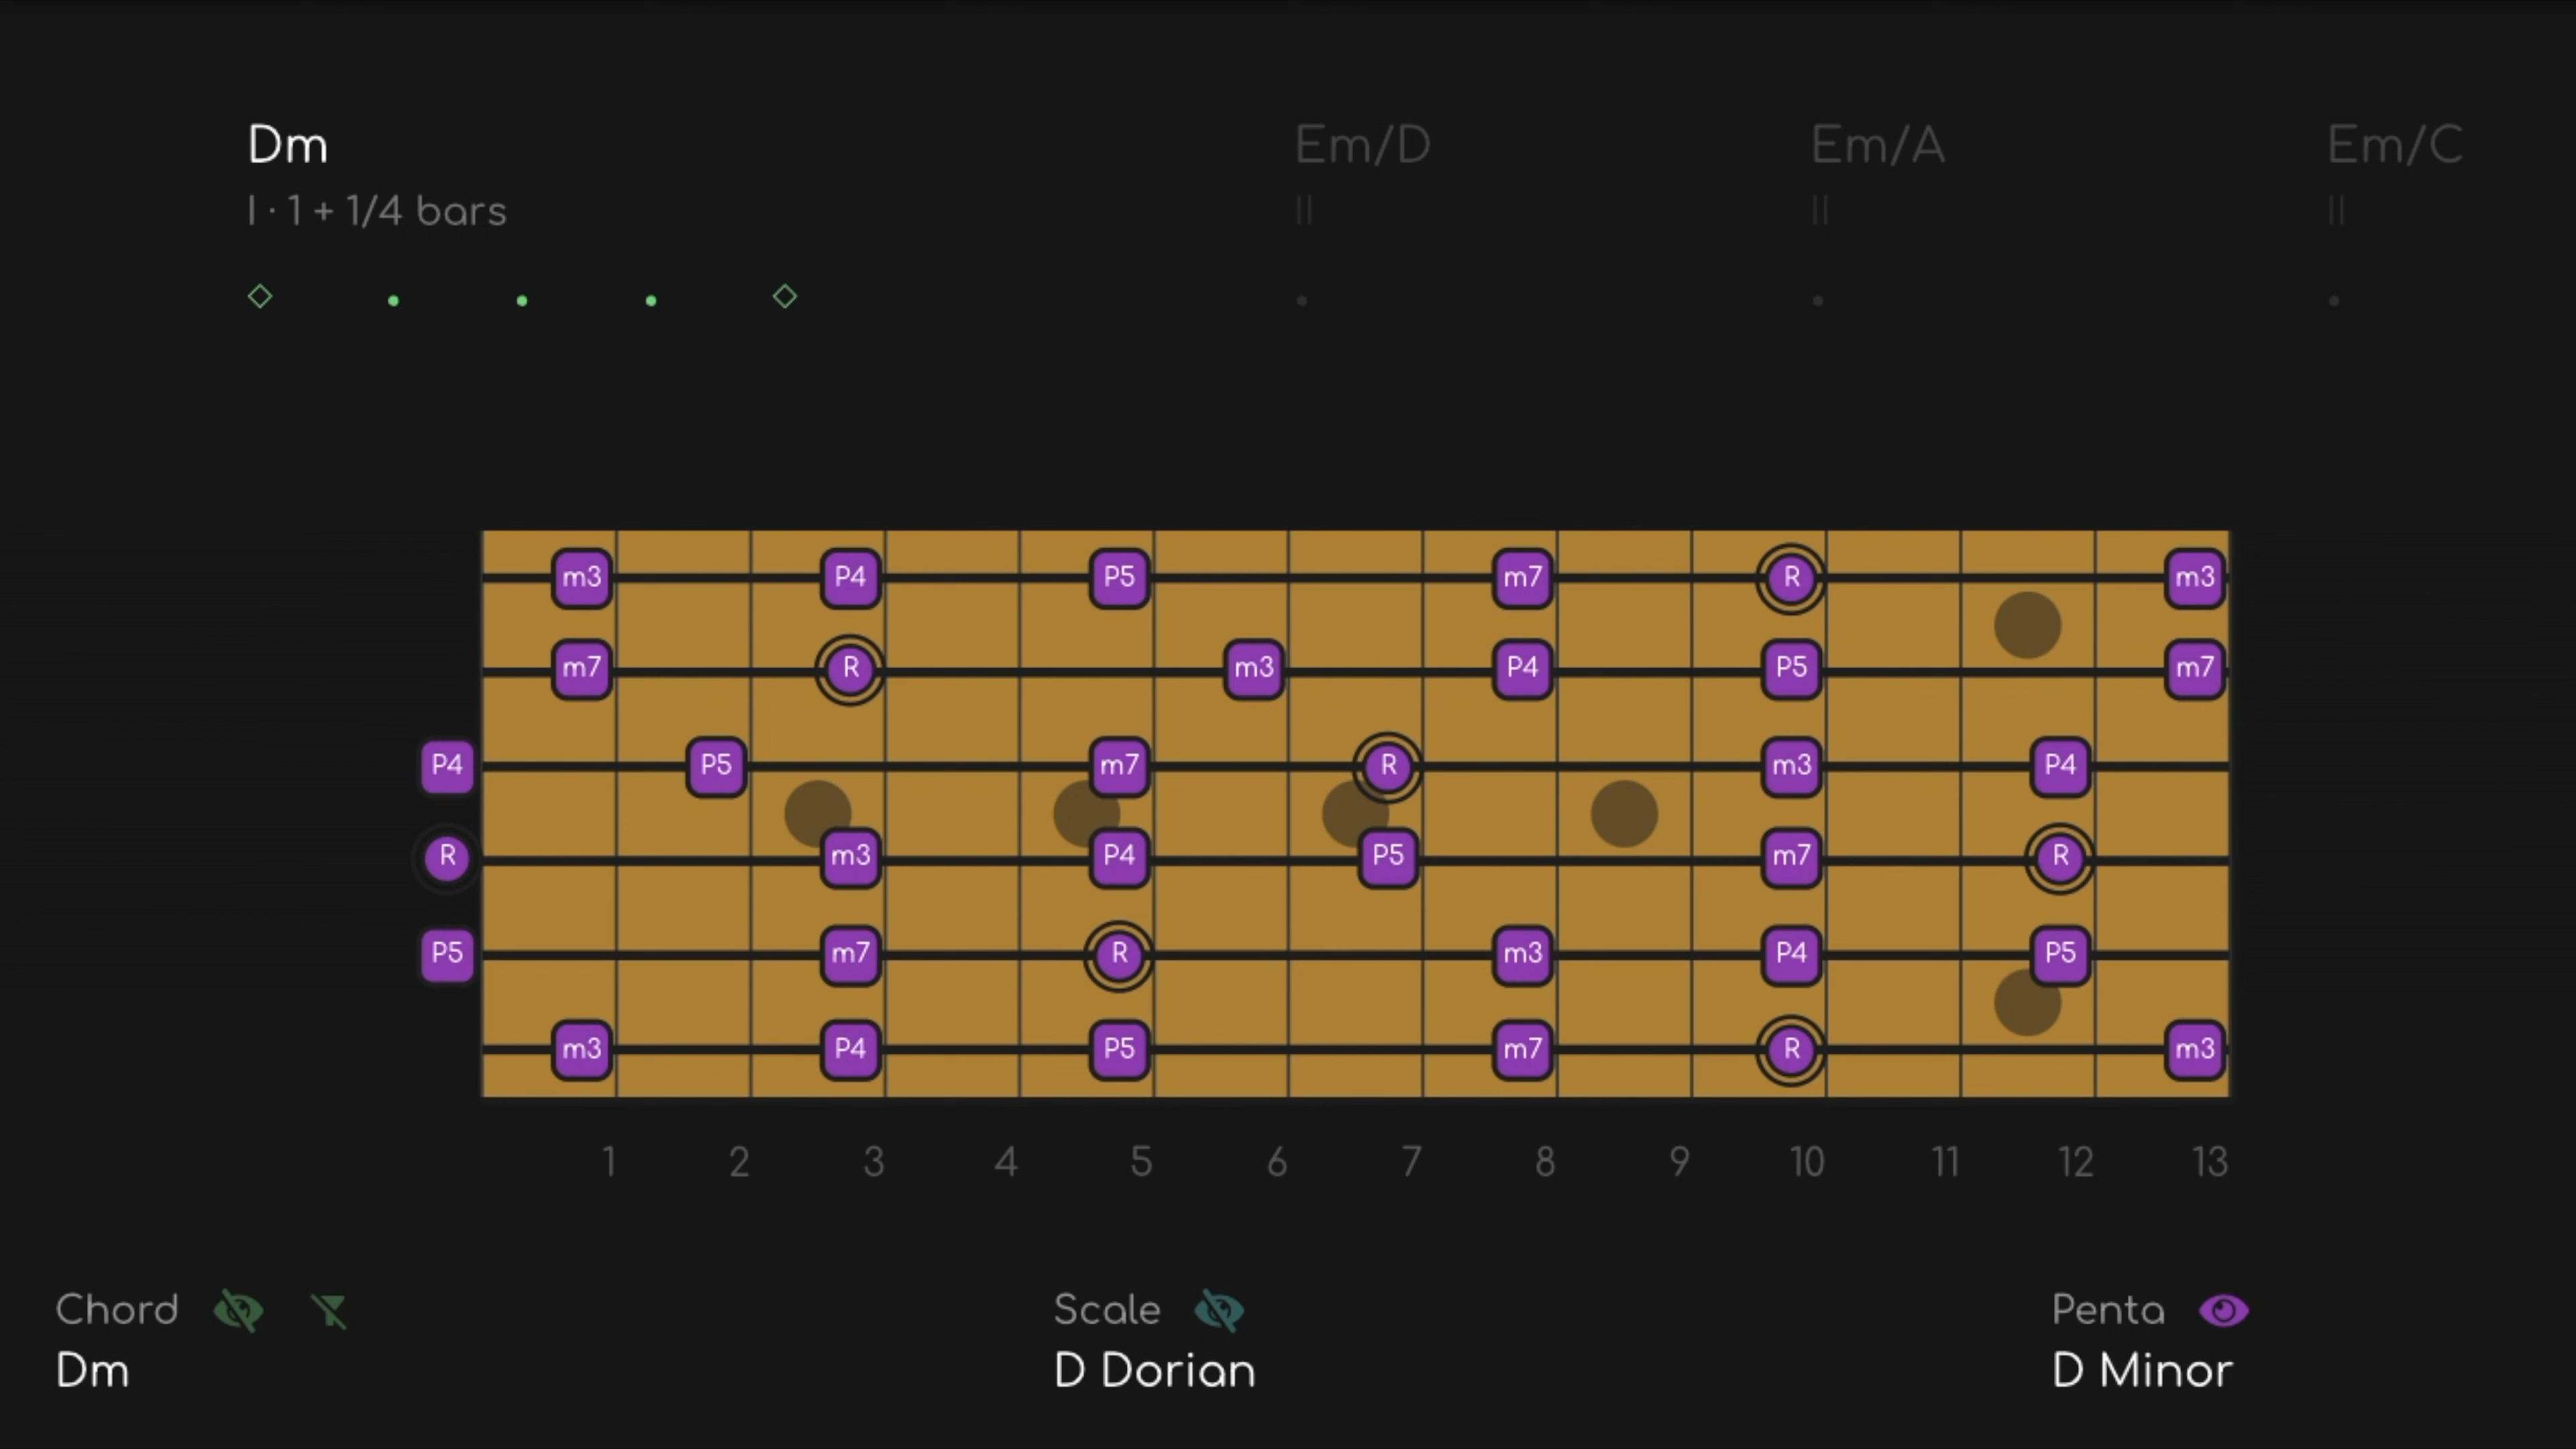 Dm Em/D Em/A Em/C
I · 1 + 1/4 bars II II II
m3 P4 P5 m7 R m3
m7 R m3 P4 P5 m7
P4 P5 m7 R m3 P4
R m3 P4 P5 m7 R
P5 m7 R m3 P4 P5
m3 P4 P5 m7 R m3
1 2 3 4 5 6 7 8 9 10 11 12 13
Chord Scale Penta
Dm D Dorian D Minor